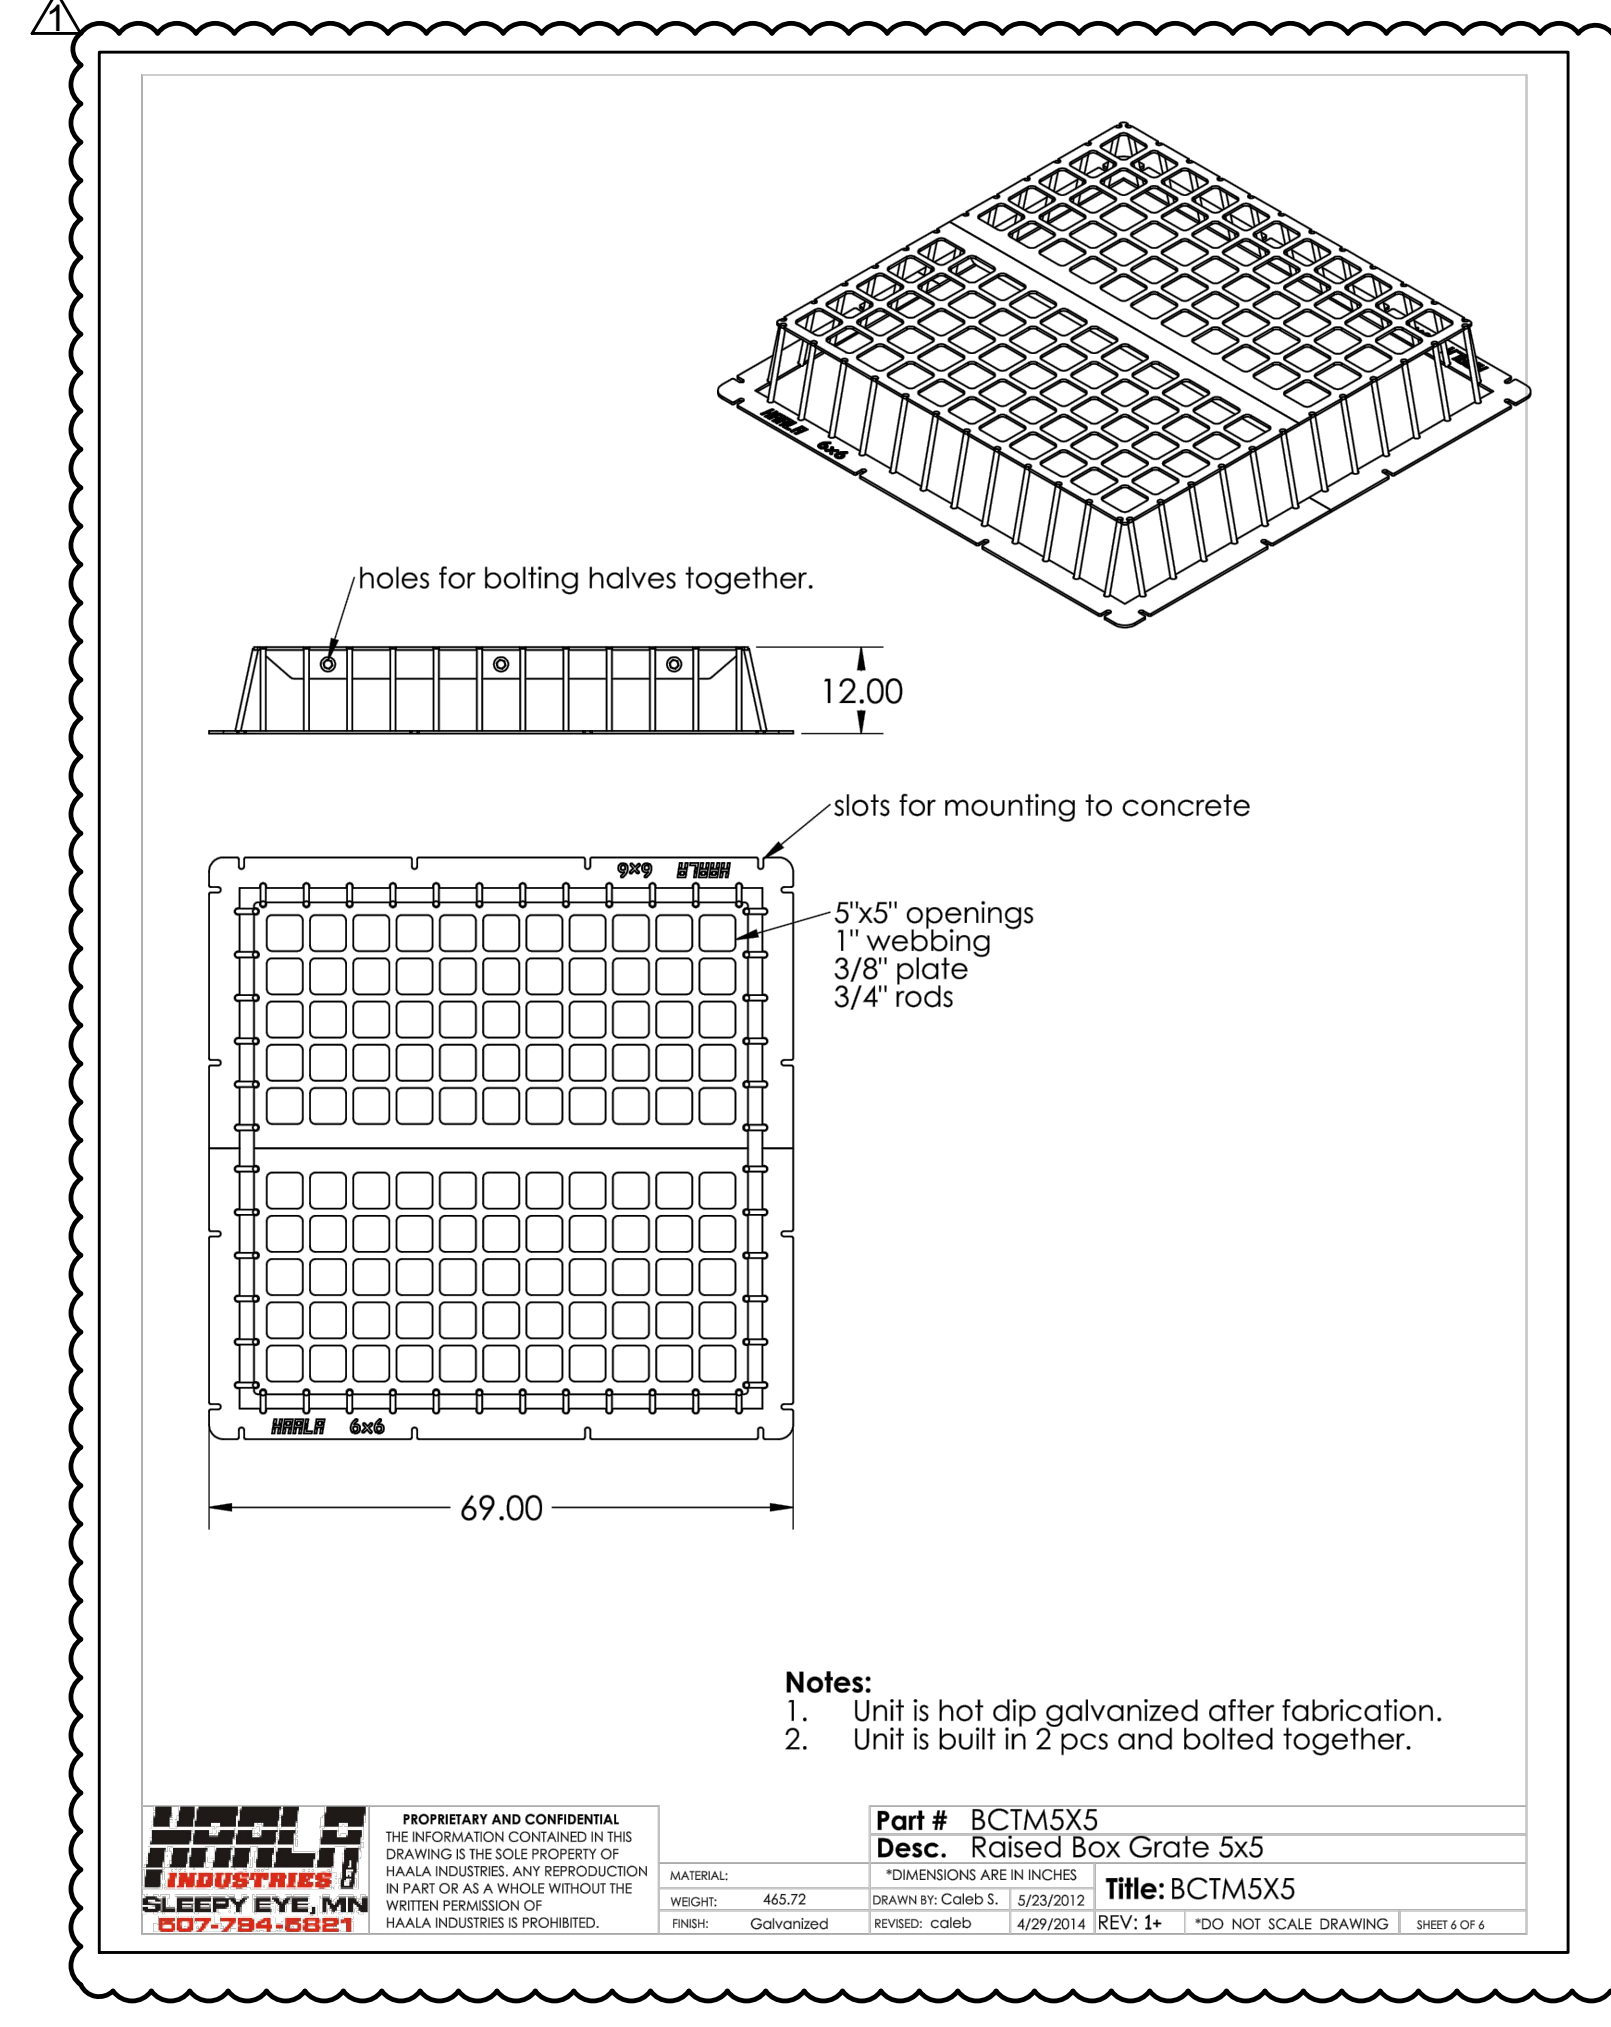 1
holes for bolting halves together.
12.00
HAALA
6x6
slots for mounting to concrete
6x6
HAALA
5"x5" openings
1" webbing
3/8" plate
3/4" rods
HAALA
6x6
69.00
Notes:
1. Unit is hot dip galvanized after fabrication.
2. Unit is built in 2 pcs and bolted together.
HAALA
INDUSTRIES
SLEEPY EYE, MN
507-794-5821
PROPRIETARY AND CONFIDENTIAL
THE INFORMATION CONTAINED IN THIS
DRAWING IS THE SOLE PROPERTY OF
HAALA INDUSTRIES. ANY REPRODUCTION
IN PART OR AS A WHOLE WITHOUT THE
WRITTEN PERMISSION OF
HAALA INDUSTRIES IS PROHIBITED.
MATERIAL:
WEIGHT: 465.72
FINISH: Galvanized
Part # BCTM5X5
Desc. Raised Box Grate 5x5
*DIMENSIONS ARE IN INCHES
DRAWN BY: Caleb S. 5/23/2012
REVISED: caleb 4/29/2014
Title: BCTM5X5
REV: 1+ *DO NOT SCALE DRAWING SHEET 6 OF 6